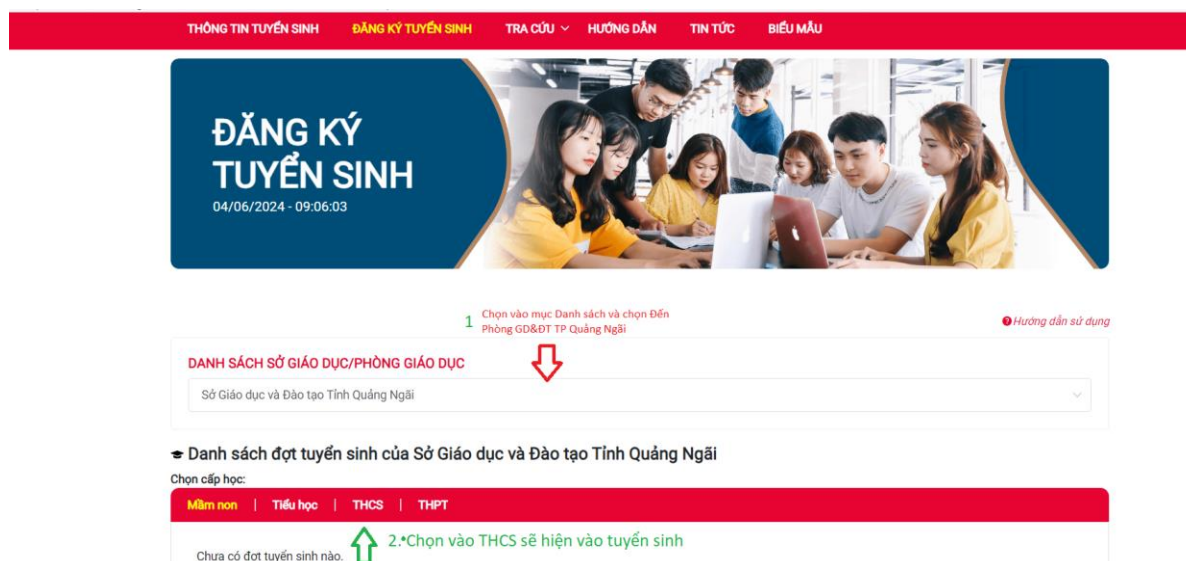 THÔNG TIN TUYỂN SINH ĐĂNG KÝ TUYỂN SINH TRA CỨU HƯỚNG DẪN TIN TỨC BIỂU MẪU
ĐĂNG KÝ
TUYỂN SINH
04/06/2024 - 09:06:03
1 Chọn vào mục Danh sách và chọn Đến
Phòng GD&ĐT TP Quảng Ngãi
Hướng dẫn sử dụng
DANH SÁCH SỞ GIÁO DỤC/PHÒNG GIÁO DỤC
Sở Giáo dục và Đào tạo Tỉnh Quảng Ngãi
Danh sách đợt tuyển sinh của Sở Giáo dục và Đào tạo Tỉnh Quảng Ngãi
Chọn cấp học:
Mầm non | Tiểu học | THCS | THPT
2.*Chọn vào THCS sẽ hiện vào tuyển sinh
Chưa có đợt tuyển sinh nào.